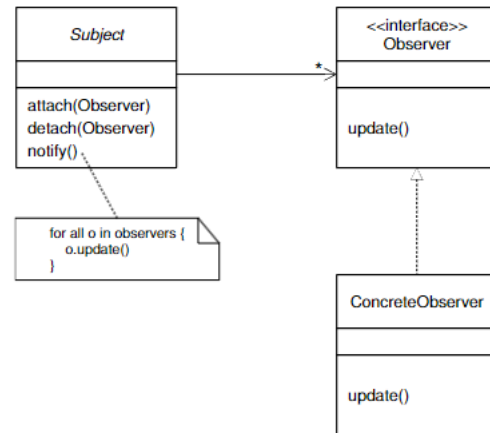 Subject
attach(Observer)
detach(Observer)
notify()
for all o in observers {
o.update()
}
*
<<interface>>
Observer
update()
ConcreteObserver
update()